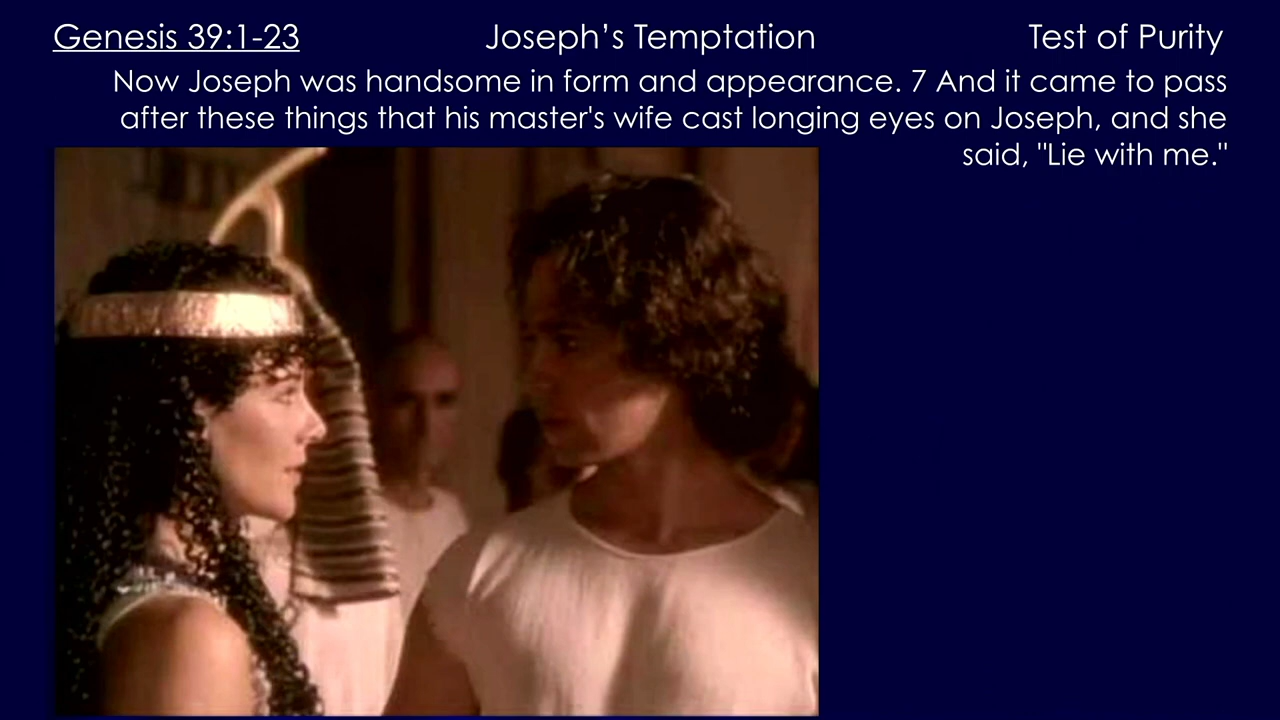 Genesis 39:1-23 Joseph’s Temptation Test of Purity
Now Joseph was handsome in form and appearance. 7 And it came to pass
after these things that his master's wife cast longing eyes on Joseph, and she
said, "Lie with me."